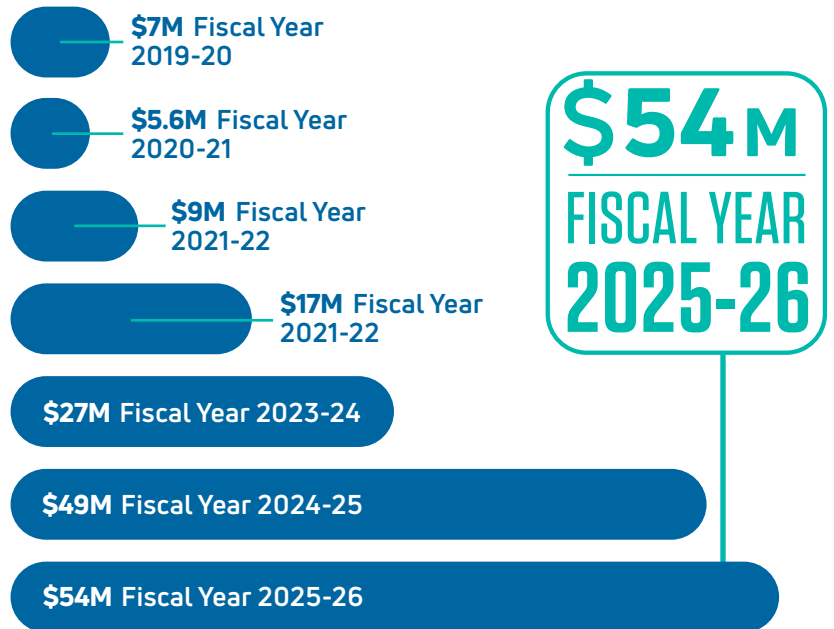 $7M Fiscal Year
2019-20
$5.6M Fiscal Year
2020-21
$9M Fiscal Year
2021-22
$17M Fiscal Year
2021-22
$27M Fiscal Year 2023-24
$49M Fiscal Year 2024-25
$54M Fiscal Year 2025-26
$54M
FISCAL YEAR
2025-26